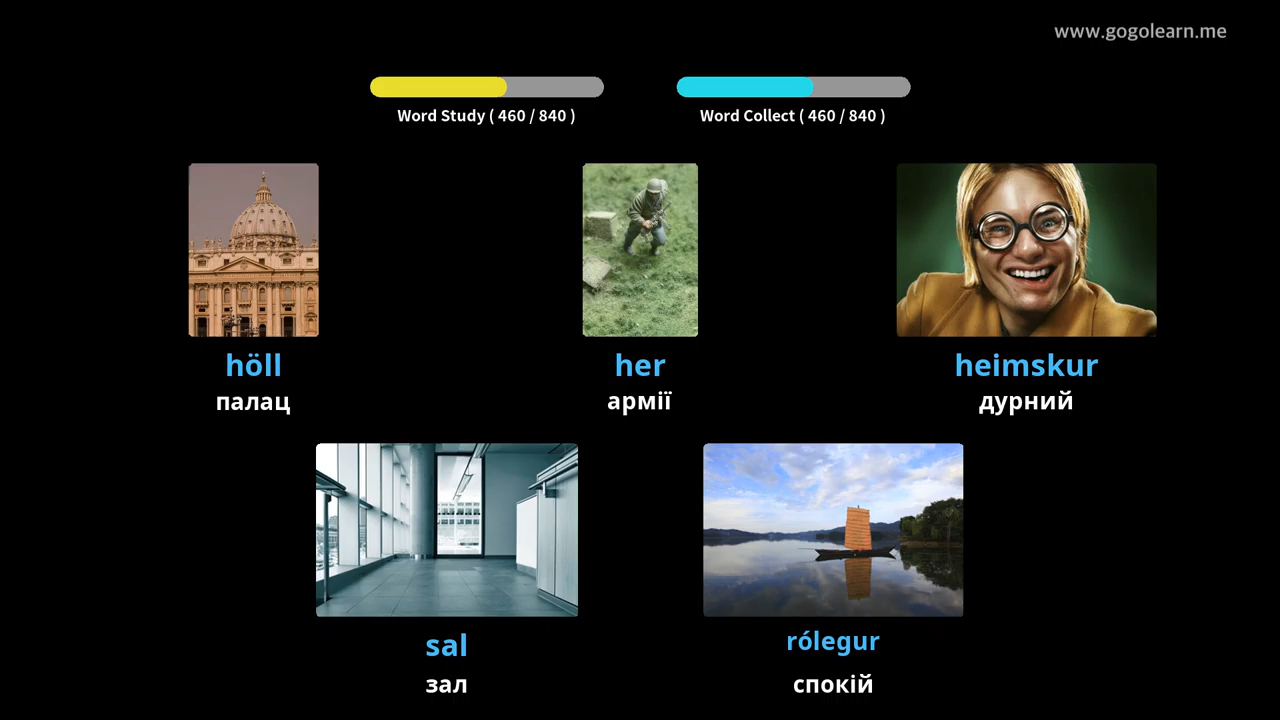 www.gogolearn.me
Word Study ( 460 / 840 )
Word Collect ( 460 / 840 )
höll
палац
her
армії
heimskur
дурний
sal
зал
rólegur
спокій